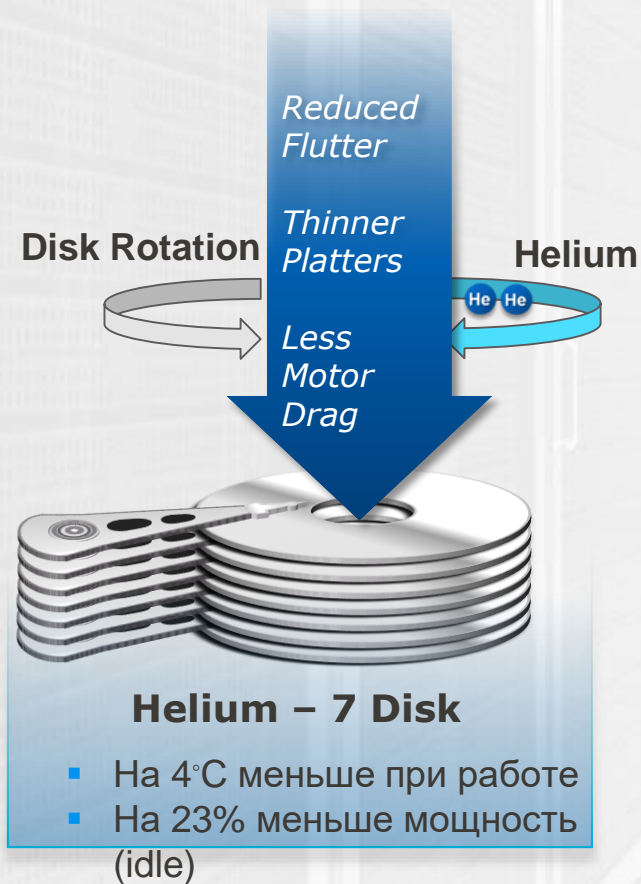 Reduced
Flutter
Thinner
Platters
Less
Motor
Drag
Disk Rotation
Helium
He He
Helium – 7 Disk
▪ На 4°С меньше при работе
▪ На 23% меньше мощность
(idle)